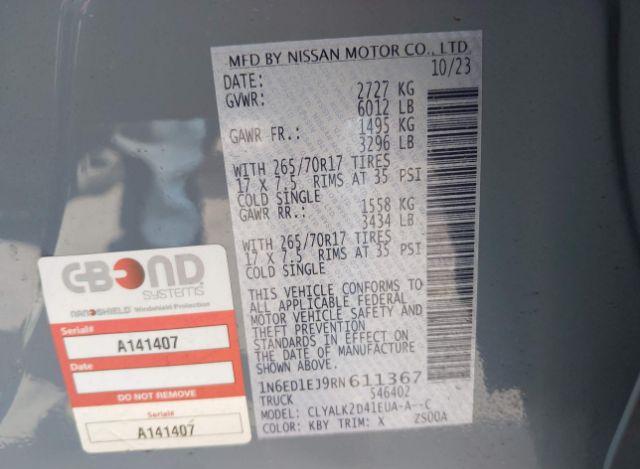 MFD BY NISSAN MOTOR CO., LTD
DATE: 10/23
GVWR: 2727 KG
6012 LB
GAWR FR.: 1495 KG
3296 LB
WITH 265/70R17 TIRES
17 X 7.5 RIMS AT 35 PSI
COLD SINGLE
GAWR RR.: 1558 KG
3434 LB
WITH 265/70R17 TIRES
17 X 7.5 RIMS AT 35 PSI
COLD SINGLE
THIS VEHICLE CONFORMS TO
ALL APPLICABLE FEDERAL
MOTOR VEHICLE SAFETY AND
THEFT PREVENTION
STANDARDS IN EFFECT ON
THE DATE OF MANUFACTURE
SHOWN ABOVE.
1N6ED1EJ9RN611367
TRUCK 546402
MODEL: CLYALK2D41EUA-A--C
COLOR: KBY TRIM: X ZS00A
C-BOND
SYSTEMS
NANOSHIELD Windshield Protection
Serial#
A141407
DO NOT REMOVE
A141407